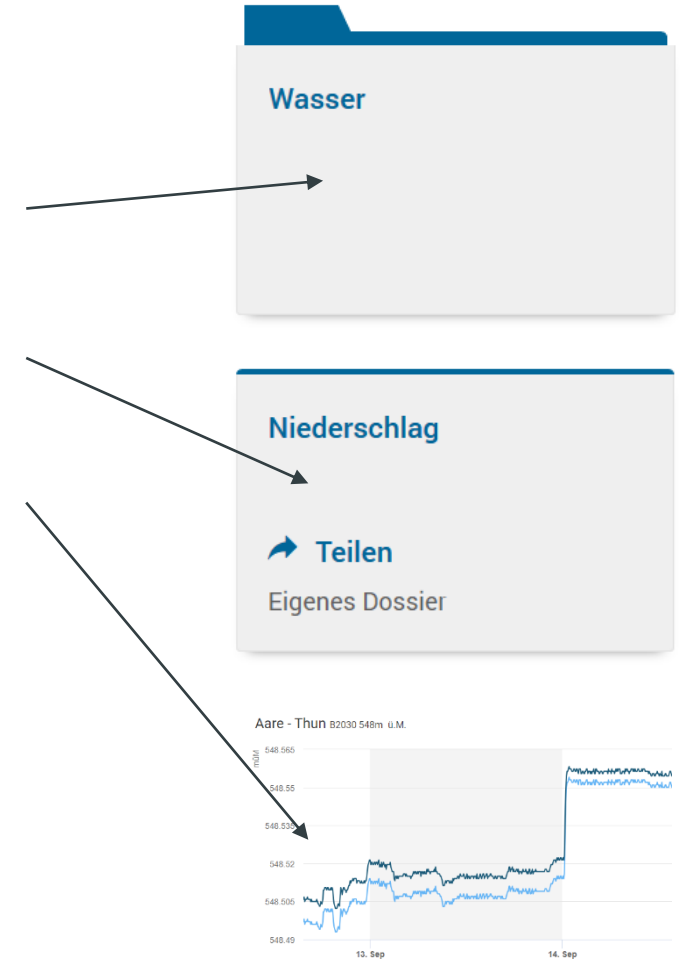 Wasser
Niederschlag
Teilen
Eigenes Dossier
Aare - Thun B2030 548m ü.M.
müM
548.565
548.55
548.535
548.52
548.505
548.49
13. Sep
14. Sep